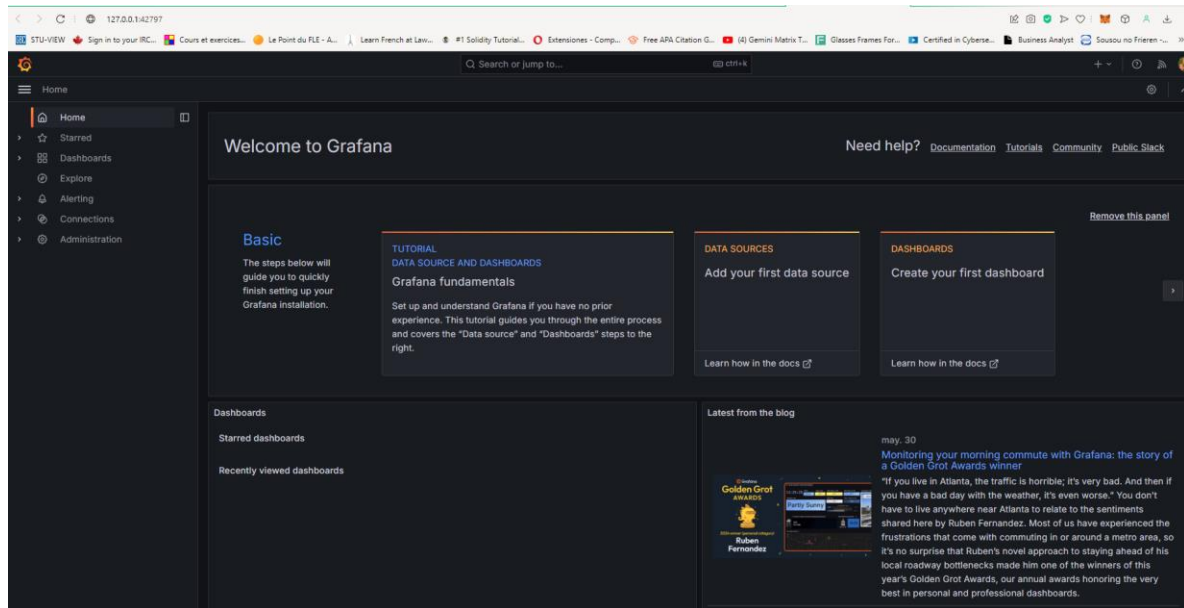 127.0.0.1:42797
STU-VIEW Sign in to your IRC... Cours et exercices... Le Point du FLE - A... Learn French at Law... #1 Solidity Tutorial... Extensiones - Comp... Free APA Citation G... (4) Gemini Matrix T... Glasses Frames For... Certified in Cyberse... Business Analyst Sousou no Frieren -...
Search or jump to... ctrl+k
Home
Home
Starred
Dashboards
Explore
Alerting
Connections
Administration
Welcome to Grafana
Need help? Documentation Tutorials Community Public Slack
Remove this panel
Basic
The steps below will
guide you to quickly
finish setting up your
Grafana installation.
TUTORIAL
DATA SOURCE AND DASHBOARDS
Grafana fundamentals
Set up and understand Grafana if you have no prior
experience. This tutorial guides you through the entire process
and covers the “Data source” and “Dashboards” steps to the
right.
DATA SOURCES
Add your first data source
Learn how in the docs
DASHBOARDS
Create your first dashboard
Learn how in the docs
Dashboards
Starred dashboards
Recently viewed dashboards
Latest from the blog
may. 30
Monitoring your morning commute with Grafana: the story of
a Golden Grot Awards winner
“If you live in Atlanta, the traffic is horrible; it’s very bad. And then if
you have a bad day with the weather, it’s even worse.” You don’t
have to live anywhere near Atlanta to relate to the sentiments
shared here by Ruben Fernandez. Most of us have experienced the
frustrations that come with commuting in or around a metro area, so
it’s no surprise that Ruben’s novel approach to staying ahead of his
local roadway bottlenecks made him one of the winners of this
year’s Golden Grot Awards, our annual awards honoring the very
best in personal and professional dashboards.
Golden Grot
AWARDS
Ruben
Fernandez
Partly Sunny